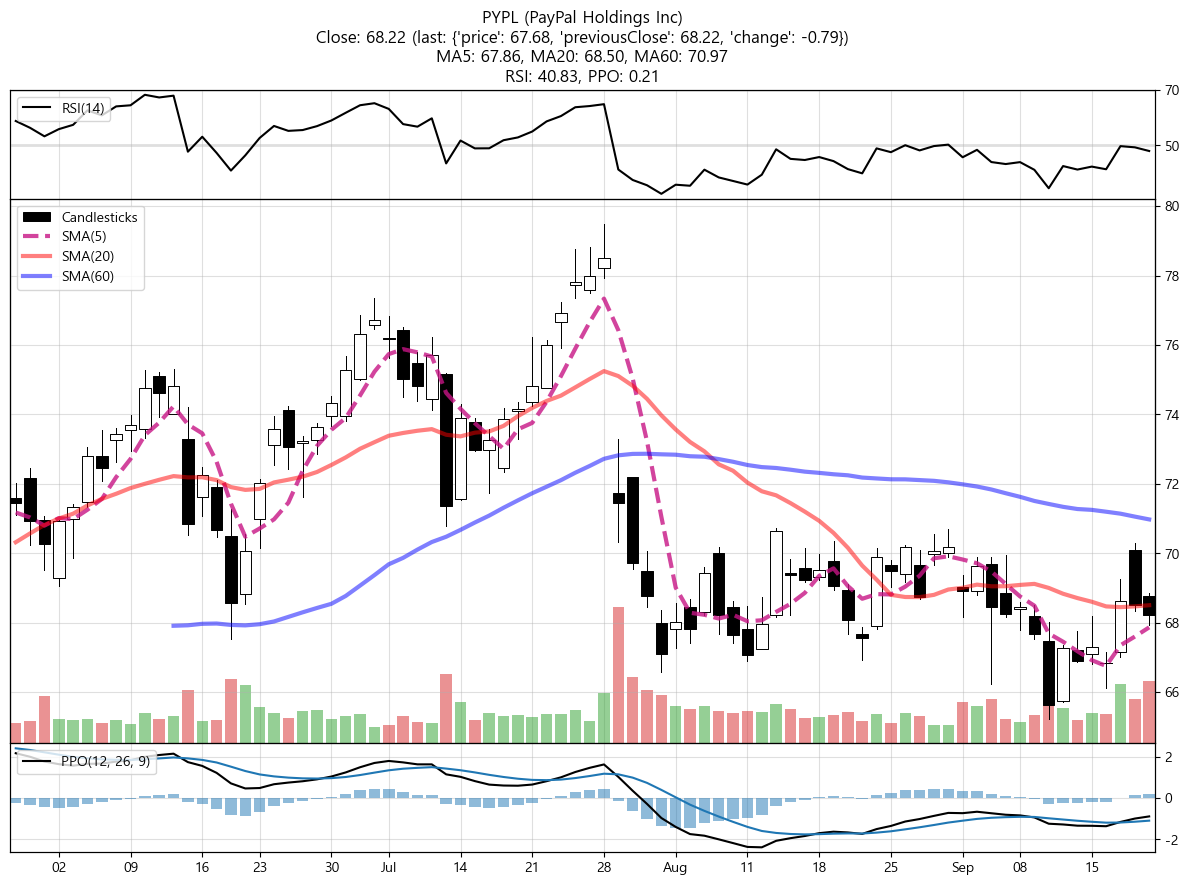 PYPL (PayPal Holdings Inc)
Close: 68.22 (last: {'price': 67.68, 'previousClose': 68.22, 'change': -0.79})
MA5: 67.86, MA20: 68.50, MA60: 70.97
RSI: 40.83, PPO: 0.21
RSI(14)
70
50
Candlesticks
SMA(5)
SMA(20)
SMA(60)
80
78
76
74
72
70
68
66
PPO(12, 26, 9)
2
0
-2
02 09 16 23 30 Jul 14 21 28 Aug 11 18 25 Sep 08 15